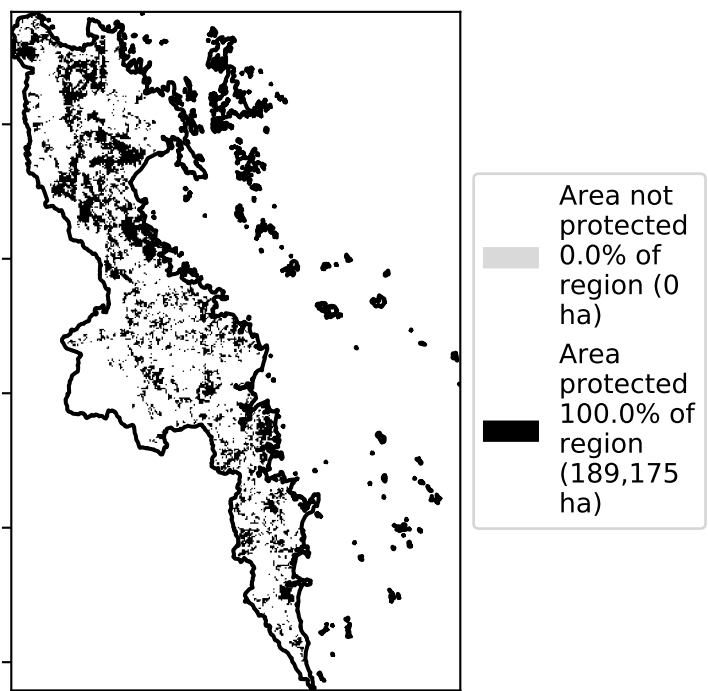 Area not
protected
0.0% of
region (0
ha)
Area
protected
100.0% of
region
(189,175
ha)